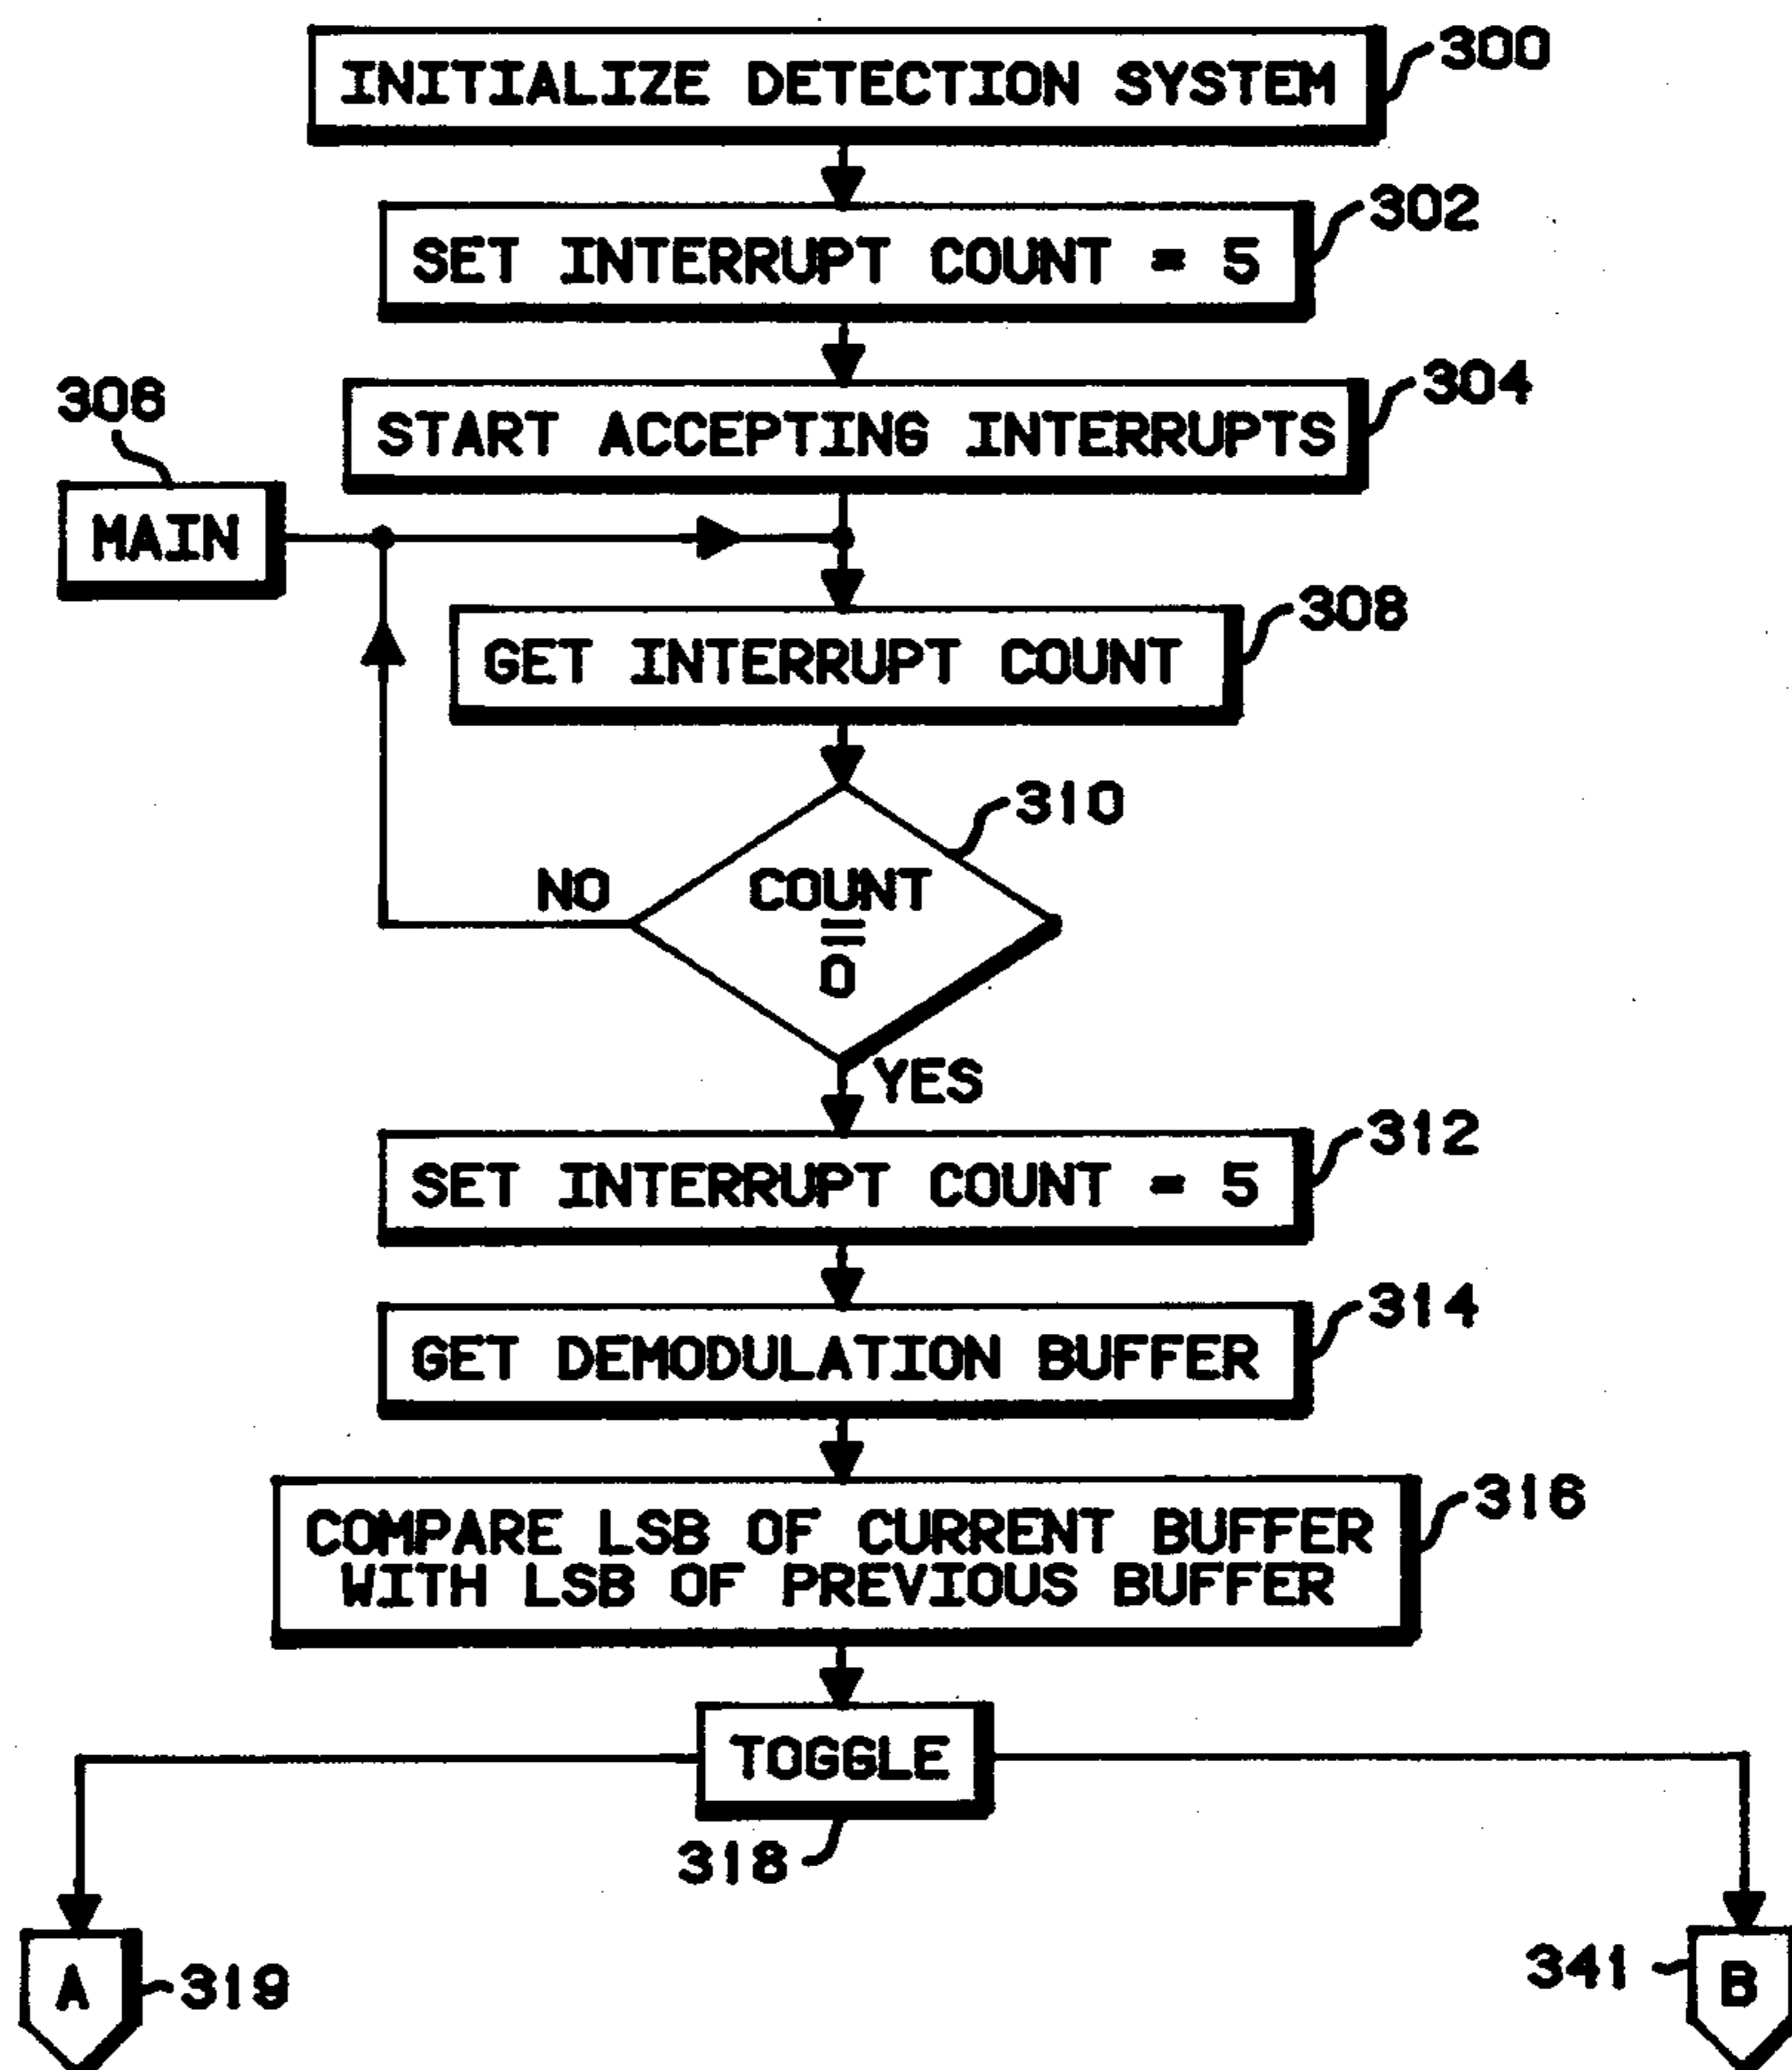 INITIALIZE DETECTION SYSTEM
300
SET INTERRUPT COUNT = 5
302
START ACCEPTING INTERRUPTS
304
306
MAIN
GET INTERRUPT COUNT
308
310
NO
COUNT
=
0
YES
SET INTERRUPT COUNT = 5
312
GET DEMODULATION BUFFER
314
COMPARE LSB OF CURRENT BUFFER
WITH LSB OF PREVIOUS BUFFER
316
TOGGLE
318
A
319
341
B